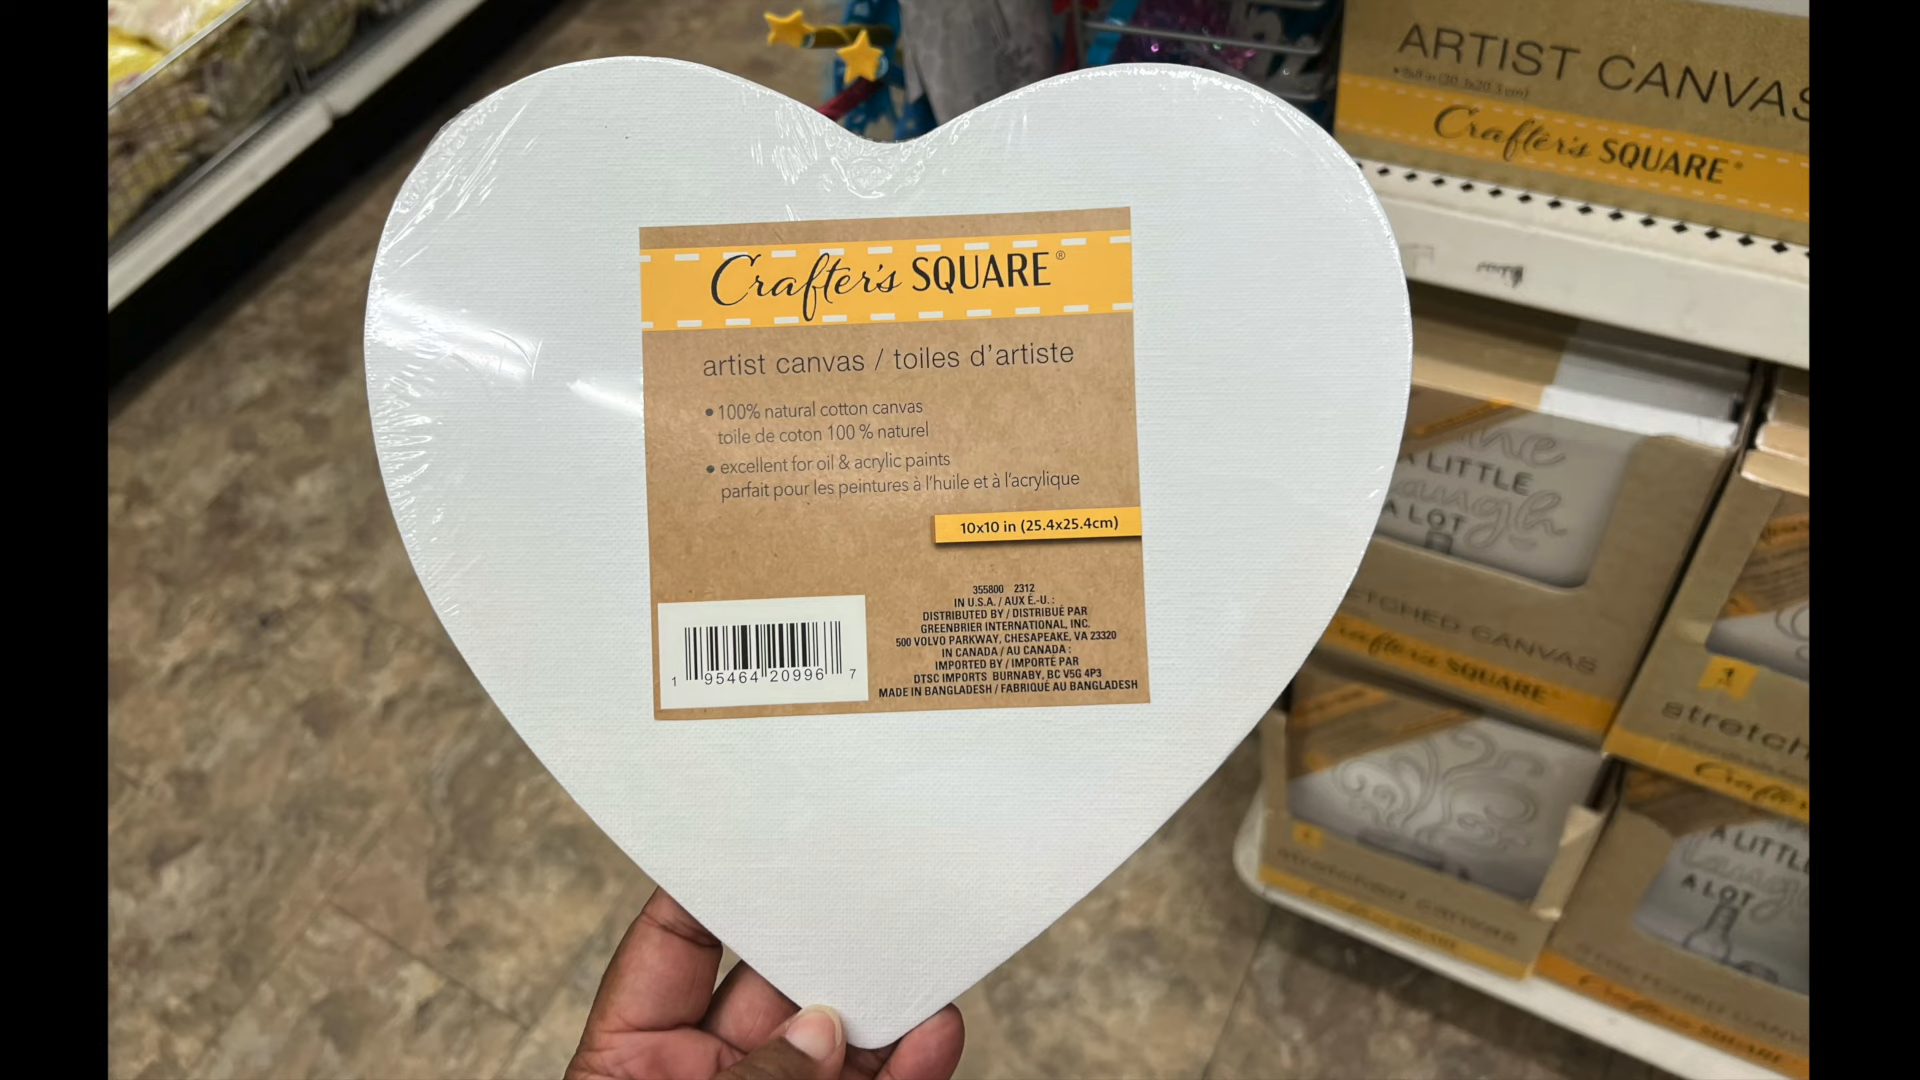 Crafter's SQUARE®
artist canvas / toiles d'artiste
• 100% natural cotton canvas
toile de coton 100 % naturel
• excellent for oil & acrylic paints
parfait pour les peintures à l'huile et à l'acrylique
10x10 in (25.4x25.4cm)
355800 2312
IN U.S.A. / AUX É.-U. :
DISTRIBUTED BY / DISTRIBUÉ PAR
GREENBRIER INTERNATIONAL, INC.
500 VOLVO PARKWAY, CHESAPEAKE, VA 23320
IN CANADA / AU CANADA :
IMPORTED BY / IMPORTÉ PAR
DTSC IMPORTS BURNABY, BC V5G 4P3
MADE IN BANGLADESH / FABRIQUÉ AU BANGLADESH
1 95464 20996 7
ARTIST CANVAS
Crafter's SQUARE®
A LITTLE
laugh
A LOT
CANVAS
Crafter's SQUARE
stretch
Crafter's
A LITTLE
A LOT